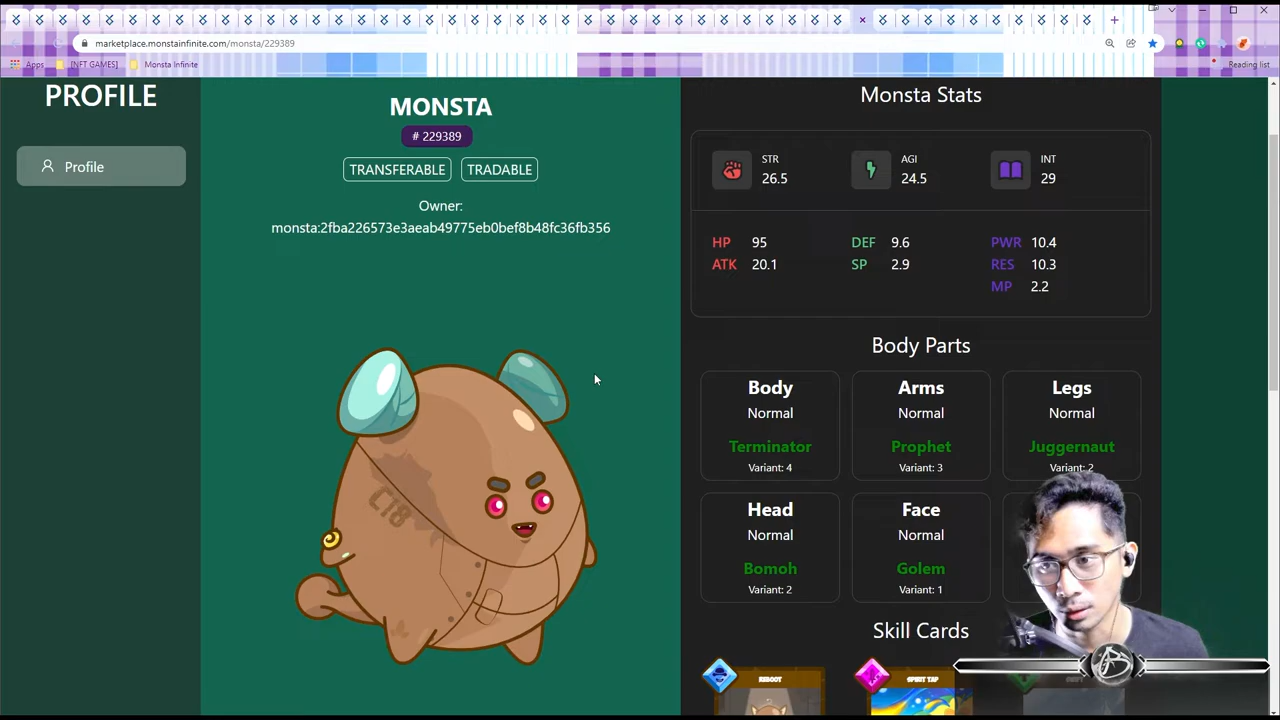 marketplace.monstainfinite.com/monsta/229389
Apps
[NFT GAMES]
Monsta Infinite
Reading list
PROFILE
Profile
MONSTA
# 229389
TRANSFERABLE TRADABLE
Owner:
monsta:2fba226573e3aeab49775eb0bef8b48fc36fb356
C18
Monsta Stats
STR
26.5
AGI
24.5
INT
29
HP 95
ATK 20.1
DEF 9.6
SP 2.9
PWR 10.4
RES 10.3
MP 2.2
Body Parts
Body
Normal
Terminator
Variant: 4
Arms
Normal
Prophet
Variant: 3
Legs
Normal
Juggernaut
Variant: 2
Head
Normal
Bomoh
Variant: 2
Face
Normal
Golem
Variant: 1
Skill Cards
REBOOT
SPIRIT TAP